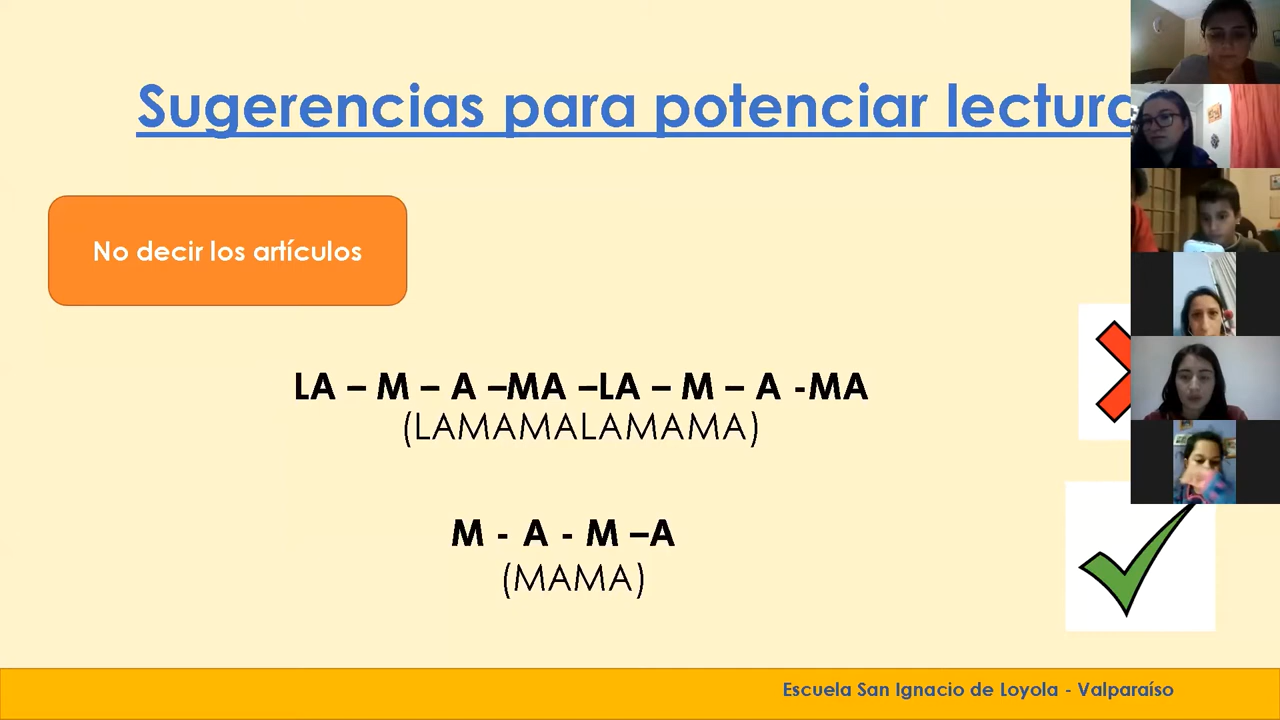 Sugerencias para potenciar lectura
No decir los artículos
LA – M – A –MA –LA – M – A -MA
(LAMAMALAMAMA)
M - A - M –A
(MAMA)
Escuela San Ignacio de Loyola - Valparaíso